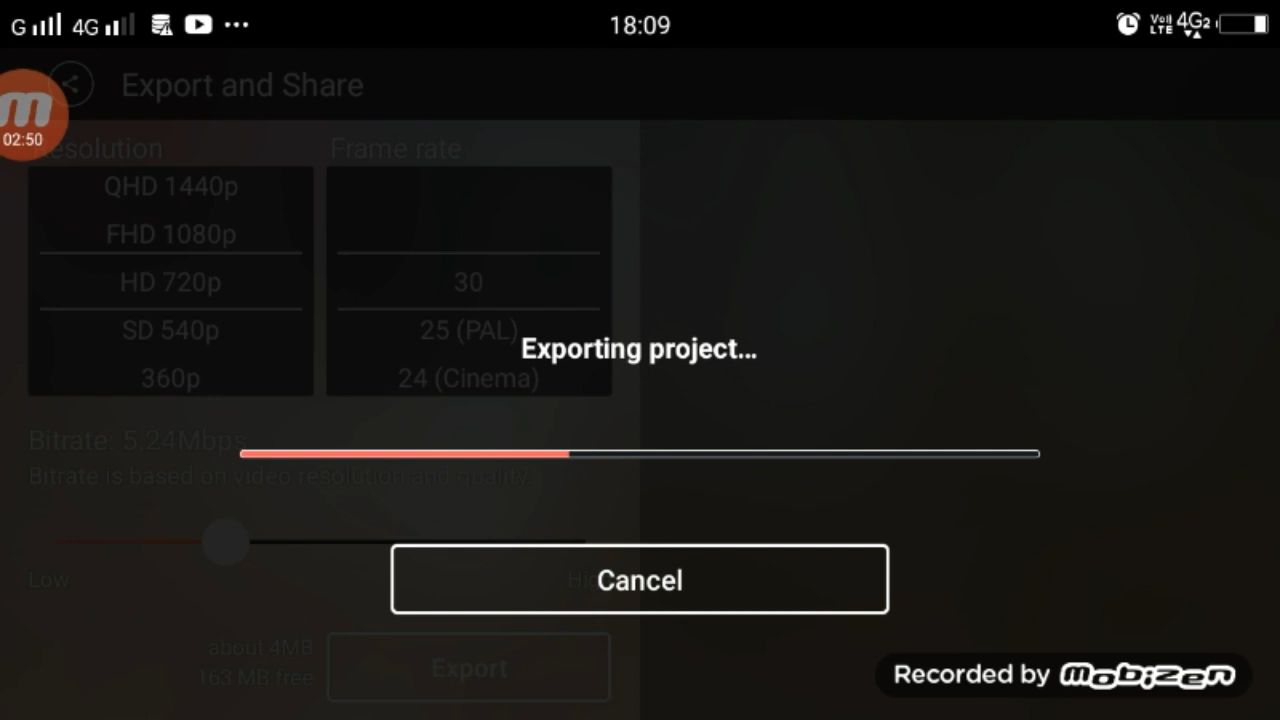 G 4G 18:09 VoII LTE 4G2
Export and Share
m
02:50
esolution
Frame rate
QHD 1440p
FHD 1080p
HD 720p
SD 540p
360p
30
25 (PAL)
24 (Cinema)
Exporting project...
Bitrate: 5.24Mbps
Bitrate is based on video resolution and quality.
Low
Hi
Cancel
about 4MB
163 MB free
Export
Recorded by mobizen